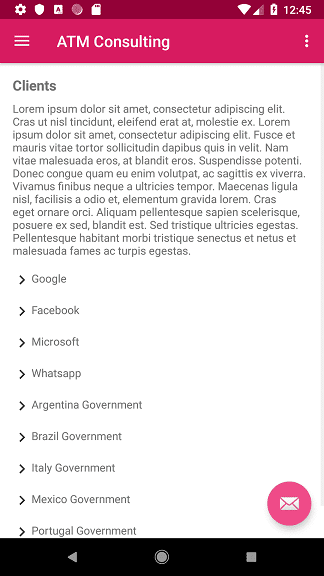 12:45
ATM Consulting
Clients
Lorem ipsum dolor sit amet, consectetur adipiscing elit.
Cras ut nisl tincidunt, eleifend erat at, molestie ex. Lorem
ipsum dolor sit amet, consectetur adipiscing elit. Fusce et
mauris vitae tortor sollicitudin dapibus quis in velit. Nam
vitae malesuada eros, at blandit eros. Suspendisse potenti.
Donec congue quam eu enim volutpat, ac sagittis ex viverra.
Vivamus finibus neque a ultricies tempor. Maecenas ligula
nisl, facilisis a odio et, elementum gravida lorem. Cras
eget ornare orci. Aliquam pellentesque sapien scelerisque,
posuere ex sed, blandit est. Sed tristique ultricies egestas.
Pellentesque habitant morbi tristique senectus et netus et
malesuada fames ac turpis egestas.
Google
Facebook
Microsoft
Whatsapp
Argentina Government
Brazil Government
Italy Government
Mexico Government
Portugal Government